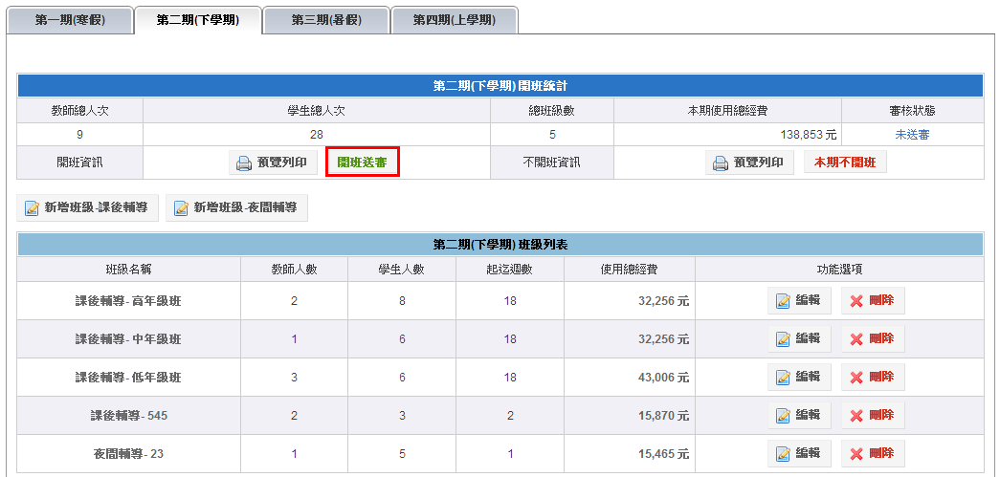 第一期(寒假) 第二期(下學期) 第三期(暑假) 第四期(上學期)
第二期(下學期) 開班統計
教師總人次 學生總人次 總班級數 本期使用總經費 審核狀態
9 28 5 138,853 元 未送審
開班資訊 預覽列印 開班送審 不開班資訊 預覽列印 本期不開班
新增班級-課後輔導 新增班級-夜間輔導
第二期(下學期) 班級列表
班級名稱 教師人數 學生人數 起迄週數 使用總經費 功能選項
課後輔導- 高年級班 2 8 18 32,256 元 編輯 刪除
課後輔導- 中年級班 1 6 18 32,256 元 編輯 刪除
課後輔導- 低年級班 3 6 18 43,006 元 編輯 刪除
課後輔導- 545 2 3 2 15,870 元 編輯 刪除
夜間輔導- 23 1 5 1 15,465 元 編輯 刪除